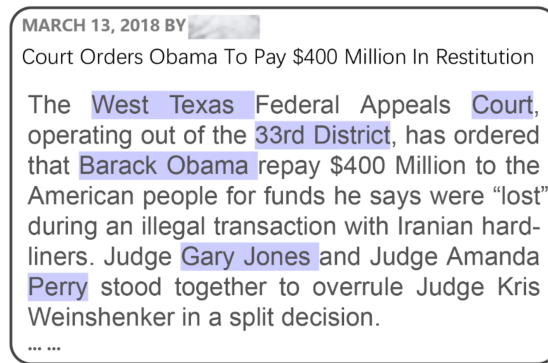 MARCH 13, 2018 BY
Court Orders Obama To Pay $400 Million In Restitution
The West Texas Federal Appeals Court,
operating out of the 33rd District, has ordered
that Barack Obama repay $400 Million to the
American people for funds he says were “lost”
during an illegal transaction with Iranian hard-
liners. Judge Gary Jones and Judge Amanda
Perry stood together to overrule Judge Kris
Weinshenker in a split decision.
... ...